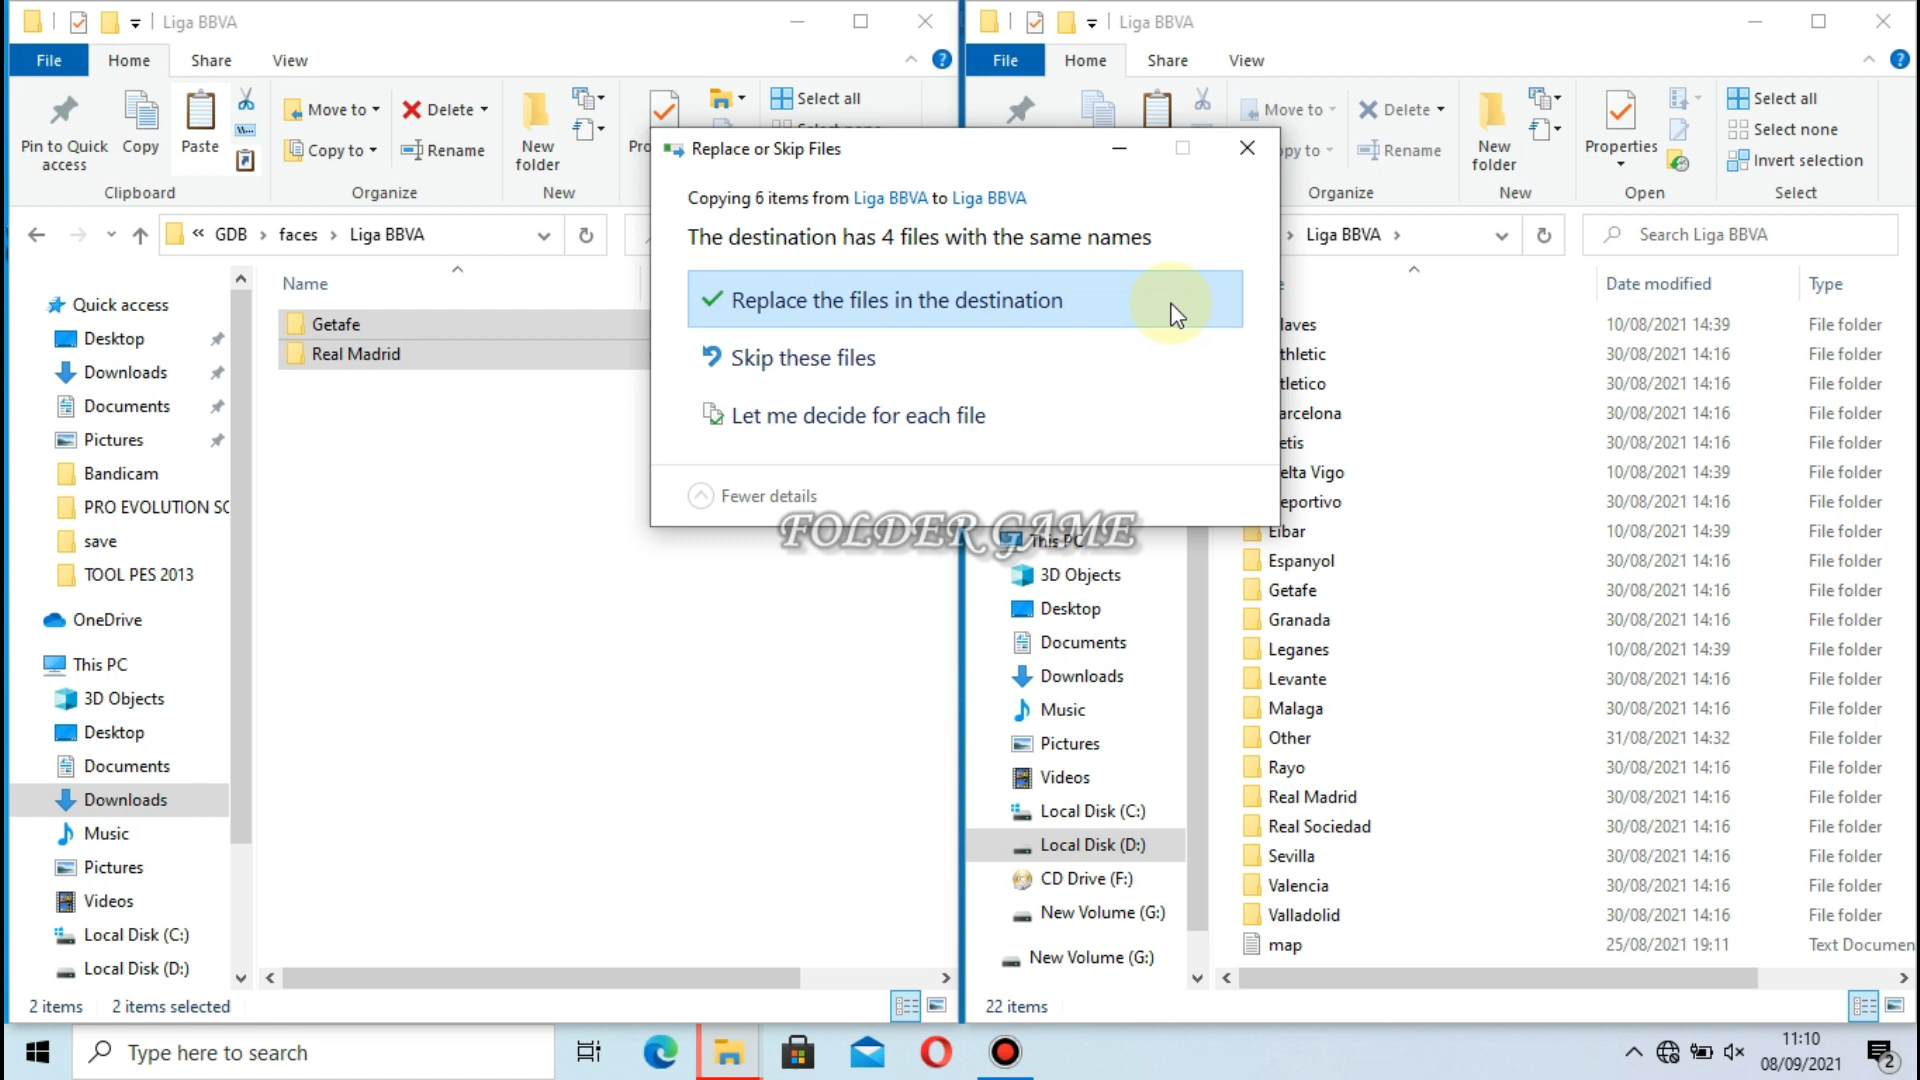 Liga BBVA
File Home Share View
Pin to Quick access
Copy
Paste
Clipboard
Move to
Copy to
Delete
Rename
Organize
New folder
New
Select all
« GDB › faces › Liga BBVA
Name
Quick access
Desktop
Downloads
Documents
Pictures
Bandicam
PRO EVOLUTION SC
save
TOOL PES 2013
OneDrive
This PC
3D Objects
Desktop
Documents
Downloads
Music
Pictures
Videos
Local Disk (C:)
Local Disk (D:)
Getafe
Real Madrid
2 items 2 items selected
Replace or Skip Files
Copying 6 items from Liga BBVA to Liga BBVA
The destination has 4 files with the same names
Replace the files in the destination
Skip these files
Let me decide for each file
Fewer details
FOLDER GAME
Liga BBVA
File Home Share View
Move to
Delete
Rename
Organize
New folder
New
Properties
Open
Select all
Select none
Invert selection
Select
› Liga BBVA ›
Search Liga BBVA
Date modified Type
This PC
3D Objects
Desktop
Documents
Downloads
Music
Pictures
Videos
Local Disk (C:)
Local Disk (D:)
CD Drive (F:)
New Volume (G:)
New Volume (G:)
laves 10/08/2021 14:39 File folder
thletic 30/08/2021 14:16 File folder
tletico 30/08/2021 14:16 File folder
arcelona 30/08/2021 14:16 File folder
etis 30/08/2021 14:16 File folder
elta Vigo 10/08/2021 14:39 File folder
eportivo 30/08/2021 14:16 File folder
Eibar 10/08/2021 14:39 File folder
Espanyol 30/08/2021 14:16 File folder
Getafe 30/08/2021 14:16 File folder
Granada 30/08/2021 14:16 File folder
Leganes 10/08/2021 14:39 File folder
Levante 30/08/2021 14:16 File folder
Malaga 30/08/2021 14:16 File folder
Other 31/08/2021 14:32 File folder
Rayo 30/08/2021 14:16 File folder
Real Madrid 30/08/2021 14:16 File folder
Real Sociedad 30/08/2021 14:16 File folder
Sevilla 30/08/2021 14:16 File folder
Valencia 30/08/2021 14:16 File folder
Valladolid 30/08/2021 14:16 File folder
map 25/08/2021 19:11 Text Documen
22 items
Type here to search
11:10
08/09/2021
2